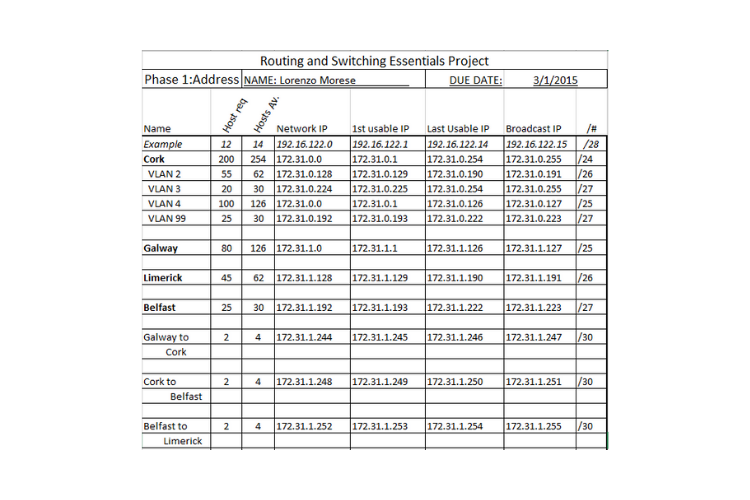 Routing and Switching Essentials Project
Phase 1:Address NAME: Lorenzo Morese DUE DATE: 3/1/2015
Name Host req Hosts Av. Network IP 1st usable IP Last Usable IP Broadcast IP /#
Example 12 14 192.16.122.0 192.16.122.1 192.16.122.14 192.16.122.15 /28
Cork 200 254 172.31.0.0 172.31.0.1 172.31.0.254 172.31.0.255 /24
VLAN 2 55 62 172.31.0.128 172.31.0.129 172.31.0.190 172.31.0.191 /26
VLAN 3 20 30 172.31.0.224 172.31.0.225 172.31.0.254 172.31.0.255 /27
VLAN 4 100 126 172.31.0.0 172.31.0.1 172.31.0.126 172.31.0.127 /25
VLAN 99 25 30 172.31.0.192 172.31.0.193 172.31.0.222 172.31.0.223 /27
Galway 80 126 172.31.1.0 172.31.1.1 172.31.1.126 172.31.1.127 /25
Limerick 45 62 172.31.1.128 172.31.1.129 172.31.1.190 172.31.1.191 /26
Belfast 25 30 172.31.1.192 172.31.1.193 172.31.1.222 172.31.1.223 /27
Galway to 2 4 172.31.1.244 172.31.1.245 172.31.1.246 172.31.1.247 /30
Cork
Cork to 2 4 172.31.1.248 172.31.1.249 172.31.1.250 172.31.1.251 /30
Belfast
Belfast to 2 4 172.31.1.252 172.31.1.253 172.31.1.254 172.31.1.255 /30
Limerick